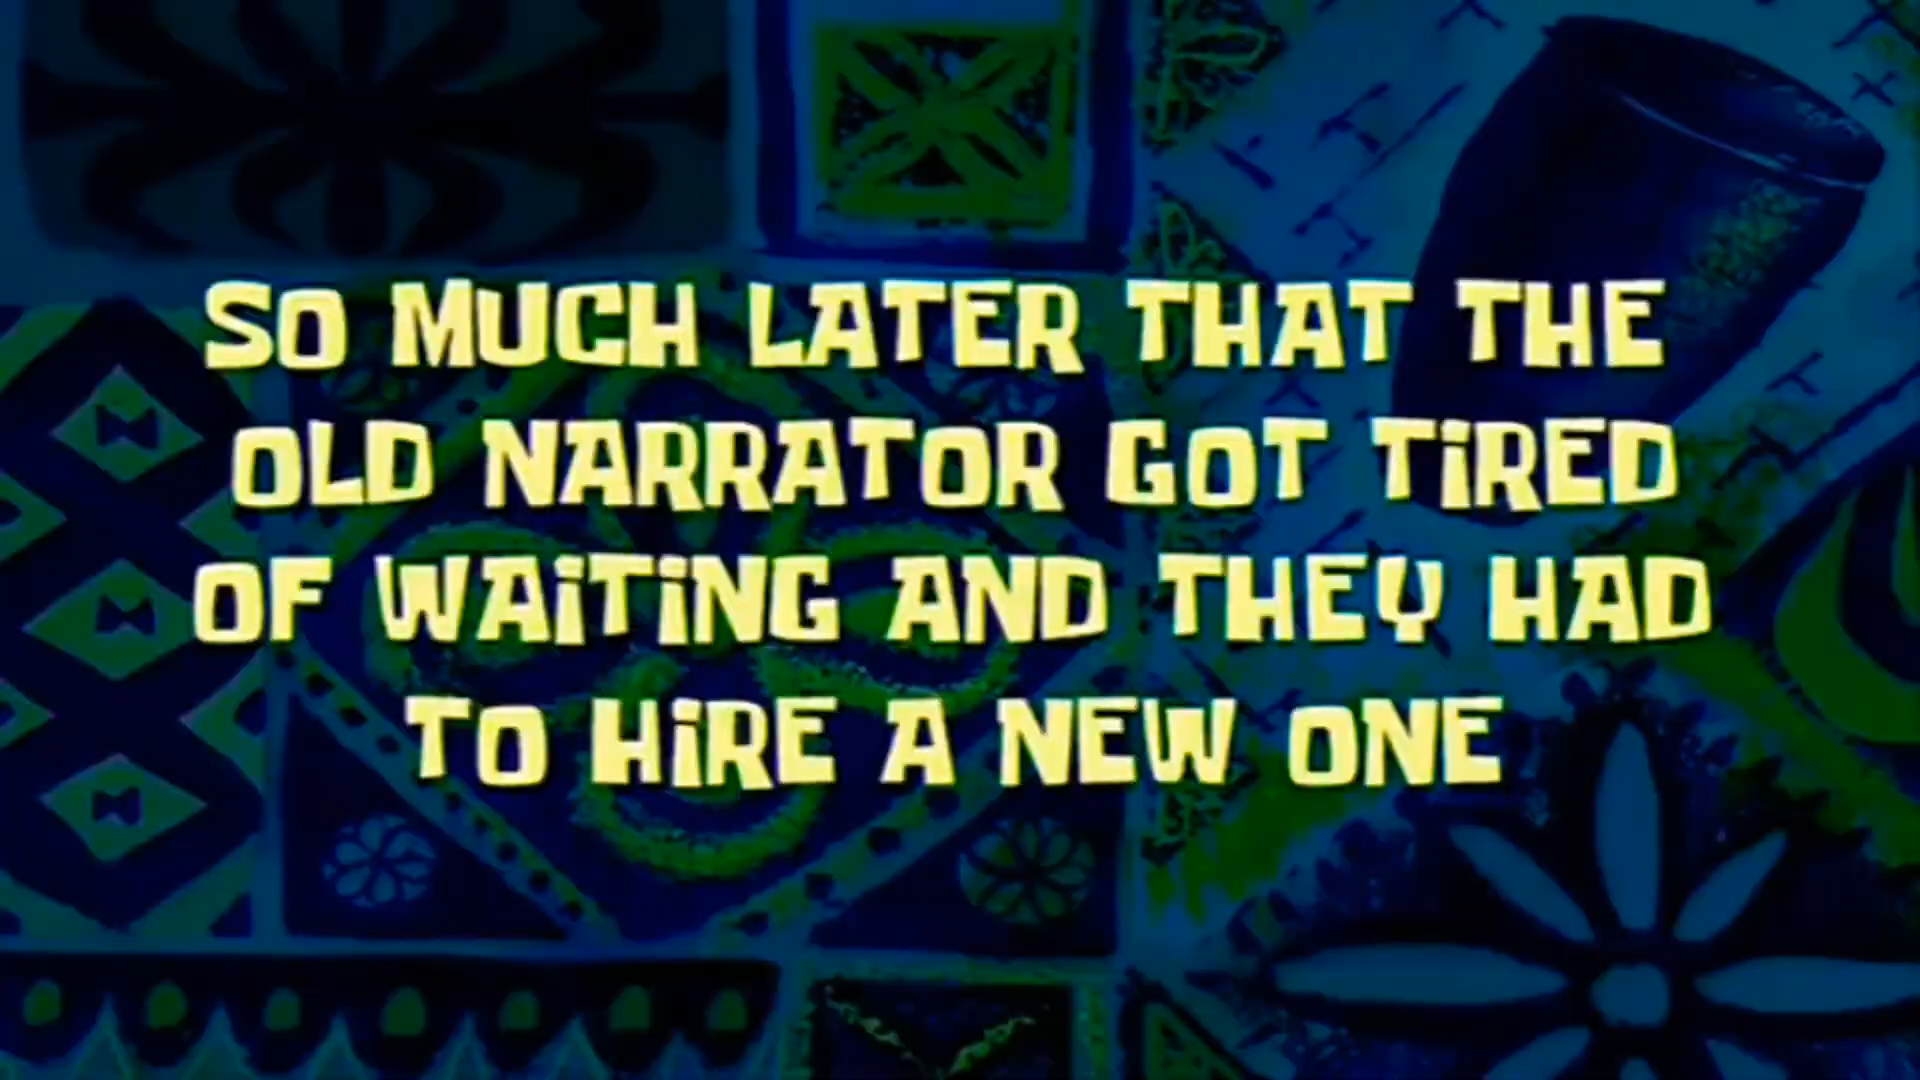 SO MUCH LATER THAT THE
OLD NARRATOR GOT TiRED
OF WAiTiNG AND THEY HAD
TO HiRE A NEW ONE